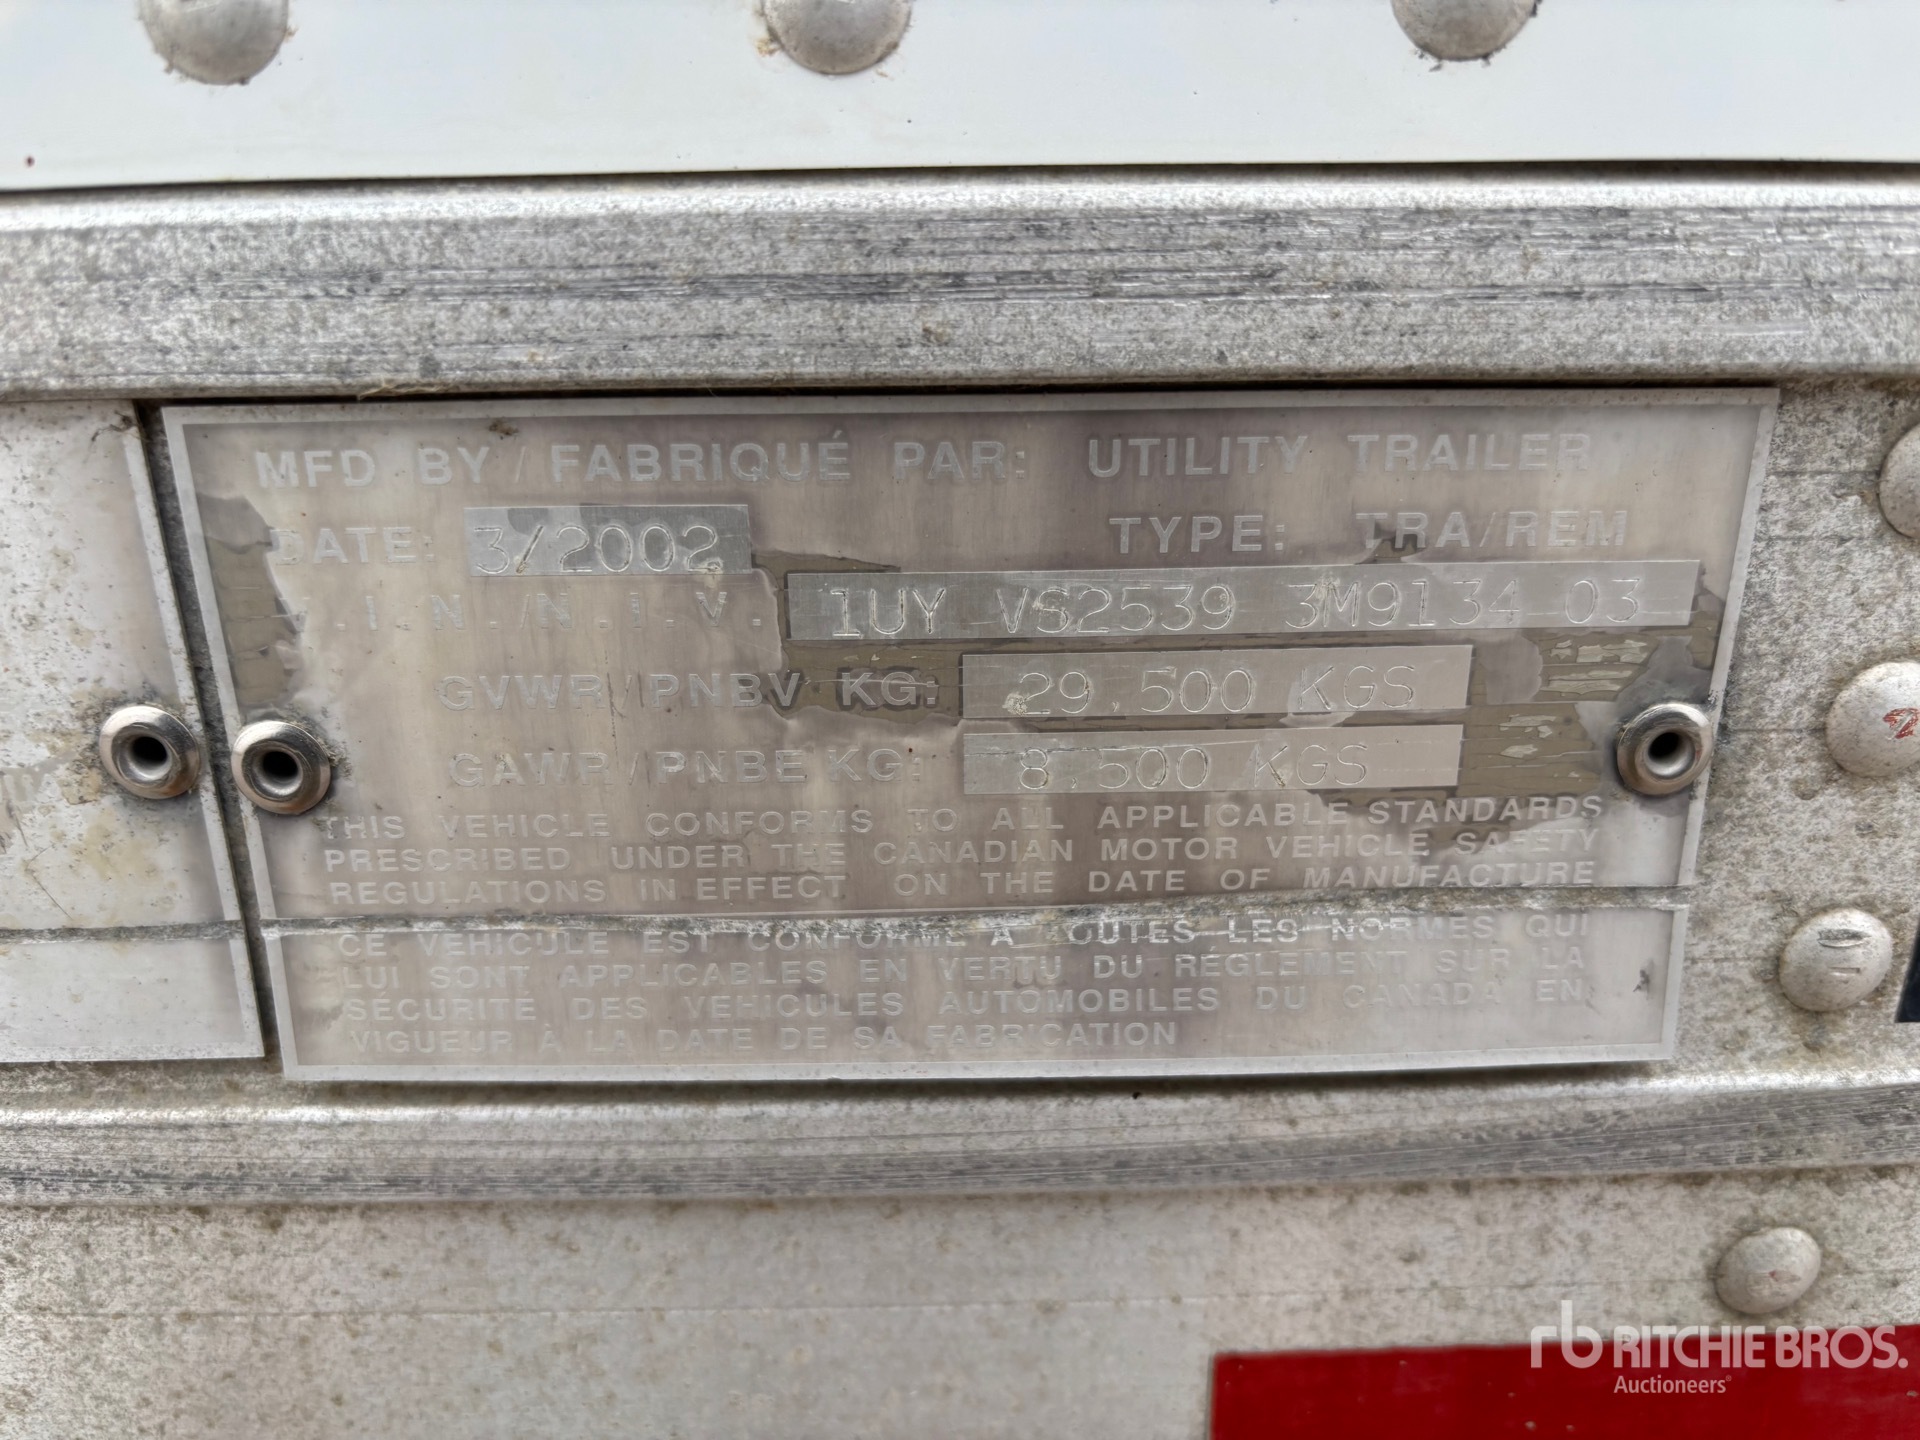 MFD BY / FABRIQUÉ PAR: UTILITY TRAILER
DATE: 3/2002 TYPE: TRA/REM
V.I.N./N.I.V. 1UY VS2539 3M9134 03
GVWR/PNBV KG: 29,500 KGS
GAWR/PNBE KG: 8,500 KGS
THIS VEHICLE CONFORMS TO ALL APPLICABLE STANDARDS
PRESCRIBED UNDER THE CANADIAN MOTOR VEHICLE SAFETY
REGULATIONS IN EFFECT ON THE DATE OF MANUFACTURE
CE VEHICULE EST CONFORME A TOUTES LES NORMES QUI
LUI SONT APPLICABLES EN VERTU DU RÉGLEMENT SUR LA
SÉCURITÉ DES VEHICULES AUTOMOBILES DU CANADA EN
VIGUEUR À LA DATE DE SA FABRICATION
rb RITCHIE BROS.
Auctioneers